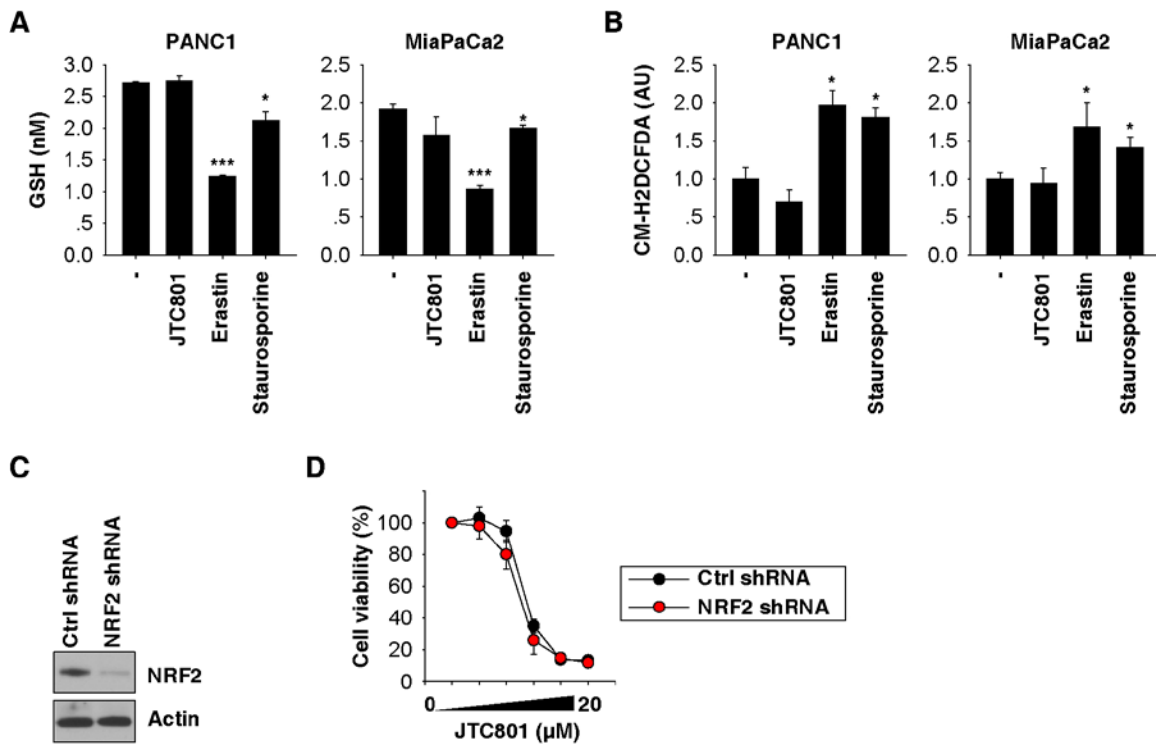 A
PANC1
MiaPaCa2
GSH (nM)
3.0
2.5
2.0
1.5
1.0
.5
0.0
***
*
-
JTC801
Erastin
Staurosporine
2.5
2.0
1.5
1.0
.5
0.0
***
*
-
JTC801
Erastin
Staurosporine
B
PANC1
MiaPaCa2
CM-H2DCFDA (AU)
2.5
2.0
1.5
1.0
.5
0.0
*
*
-
JTC801
Erastin
Staurosporine
2.5
2.0
1.5
1.0
.5
0.0
*
*
-
JTC801
Erastin
Staurosporine
C
Ctrl shRNA
NRF2 shRNA
NRF2
Actin
D
Cell viability (%)
100
80
60
40
20
0
0 20
JTC801 (µM)
Ctrl shRNA
NRF2 shRNA